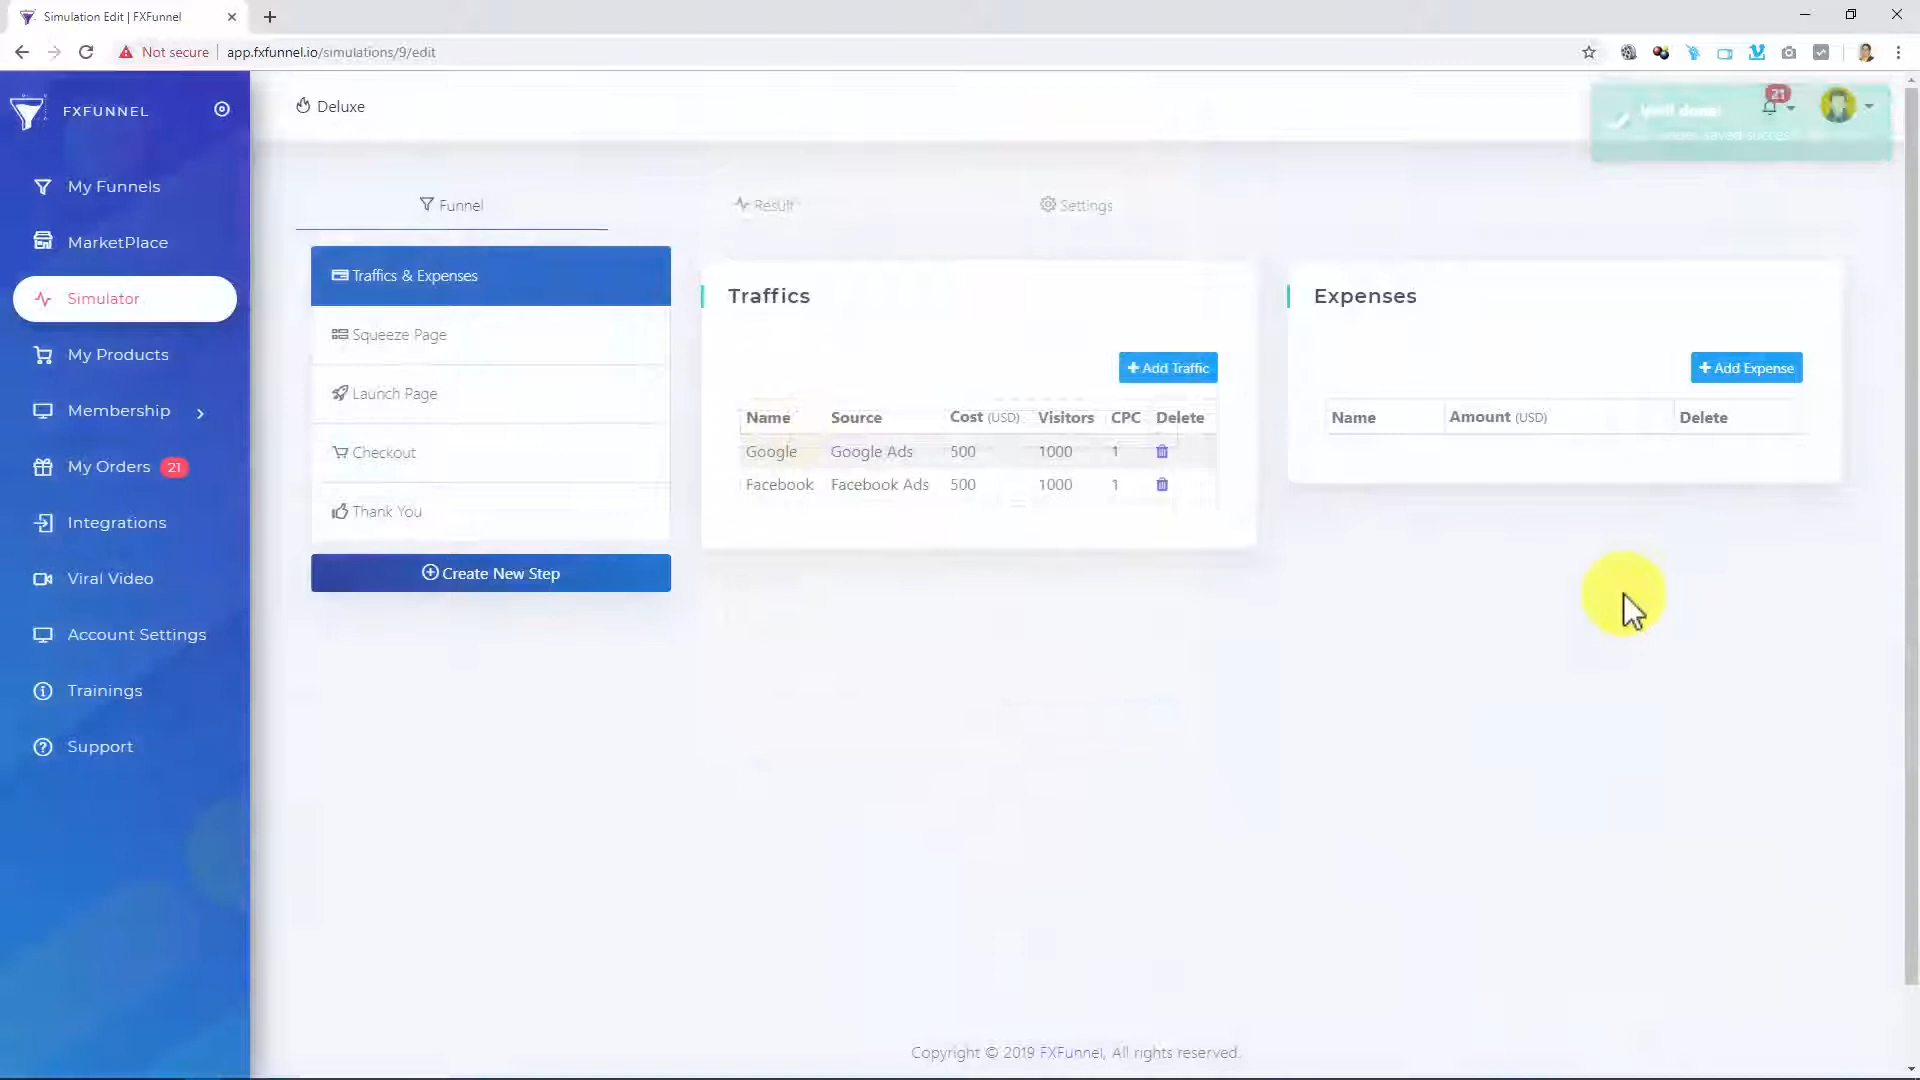 Simulation Edit | FXFunnel
Not secure
app.fxfunnel.io/simulations/9/edit
FXFUNNEL
Deluxe
Well done!
saved
21
My Funnels
MarketPlace
Simulator
My Products
Membership
My Orders 21
Integrations
Viral Video
Account Settings
Trainings
Support
Funnel
Result
Settings
Traffics & Expenses
Squeeze Page
Launch Page
Checkout
Thank You
Create New Step
Traffics
Add Traffic
Name Source Cost (USD) Visitors CPC Delete
Google Google Ads 500 1000 1
Facebook Facebook Ads 500 1000 1
Expenses
Add Expense
Name Amount (USD) Delete
Copyright © 2019 FXFunnel, All rights reserved.